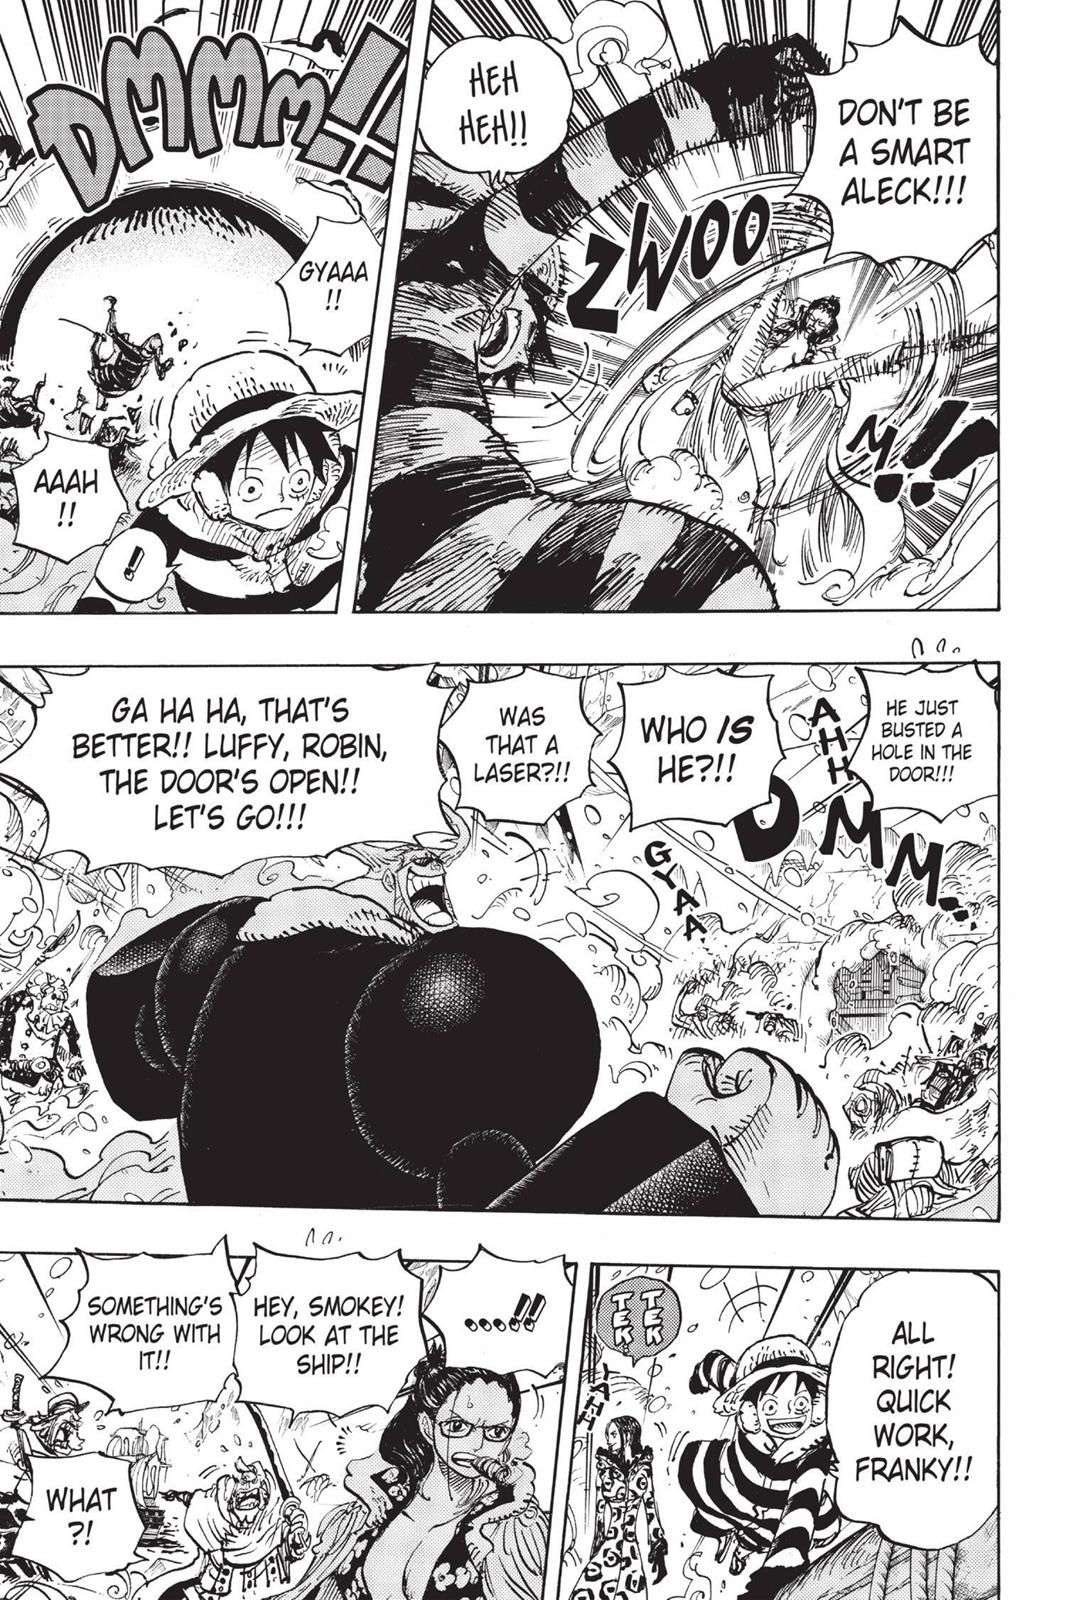 DON'T BE
A SMART
ALECK!!!
HEH
HEH!!
ZWOO
M!!
DMMM!!
GYAAA
!!
AAAH
!!
!
HE JUST
BUSTED A
HOLE IN THE
DOOR!!!
AHH
DMM..
WHO IS
HE?!!
GYAA
WAS
THAT A
LASER?!!
GA HA HA, THAT'S
BETTER!! LUFFY, ROBIN,
THE DOOR'S OPEN!!
LET'S GO!!!
ALL
RIGHT!
QUICK
WORK,
FRANKY!!
TEK
TEK
AHH
...!!
HEY, SMOKEY!
LOOK AT THE
SHIP!!
SOMETHING'S
WRONG WITH
IT!!
WHAT
?!